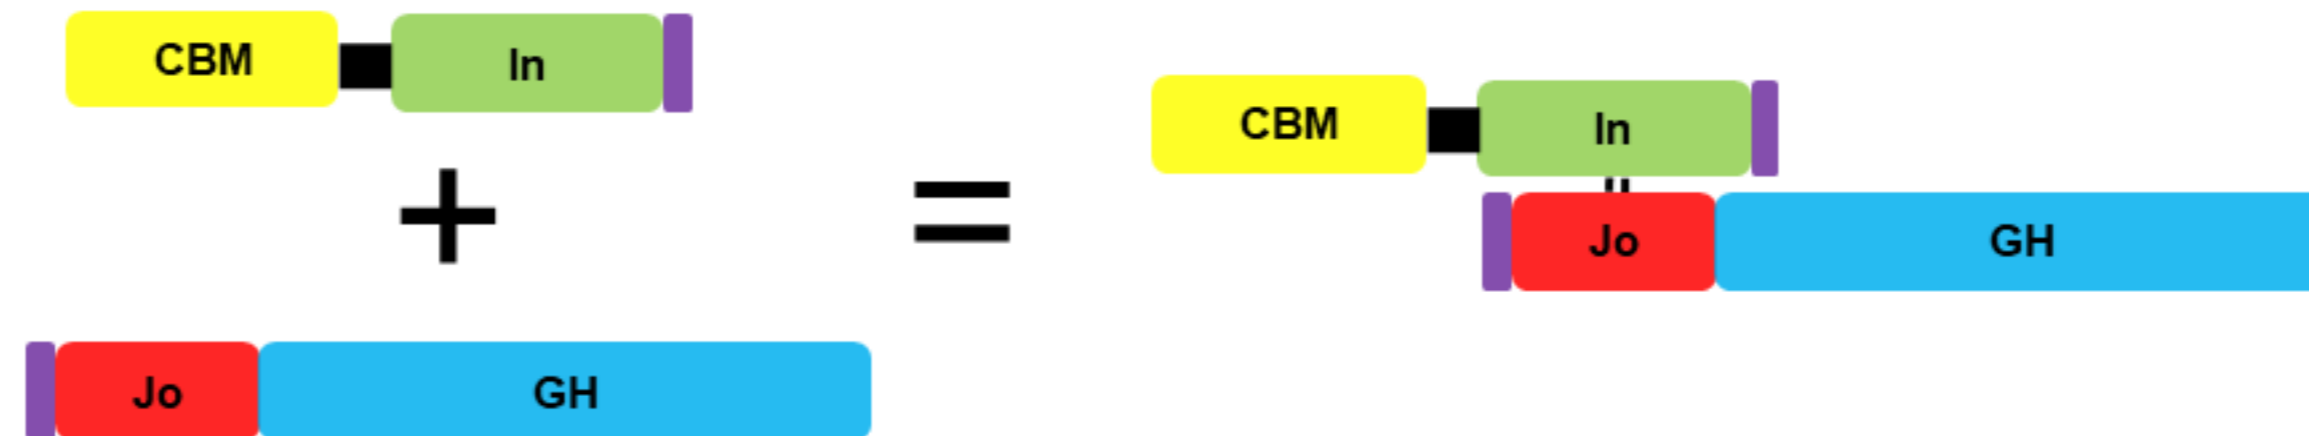 CBM In
+
=
Jo GH
CBM In
Jo GH